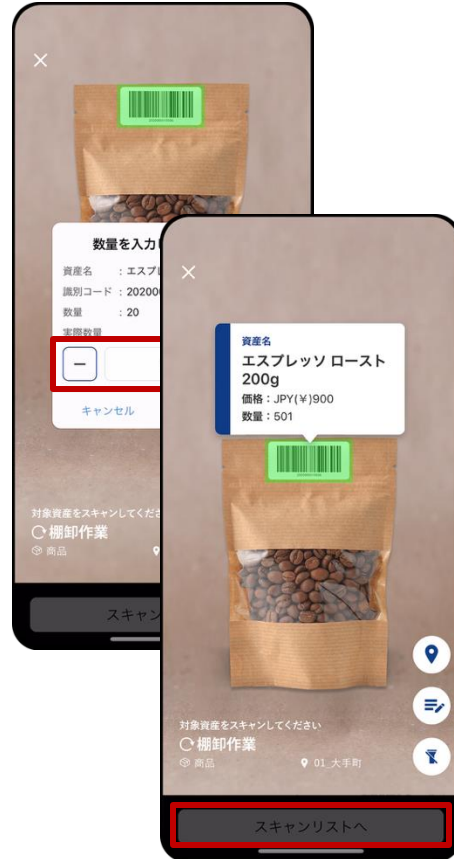 数量を入力
資産名 : エスプ
識別コード : 20200
数量 : 20
実際数量
−
キャンセル
対象資産をスキャンしてくださ
棚卸作業
商品
スキャン
資産名
エスプレッソ ロースト
200g
価格：JPY(￥)900
数量：501
対象資産をスキャンしてください
棚卸作業
商品 01_大手町
スキャンリストへ